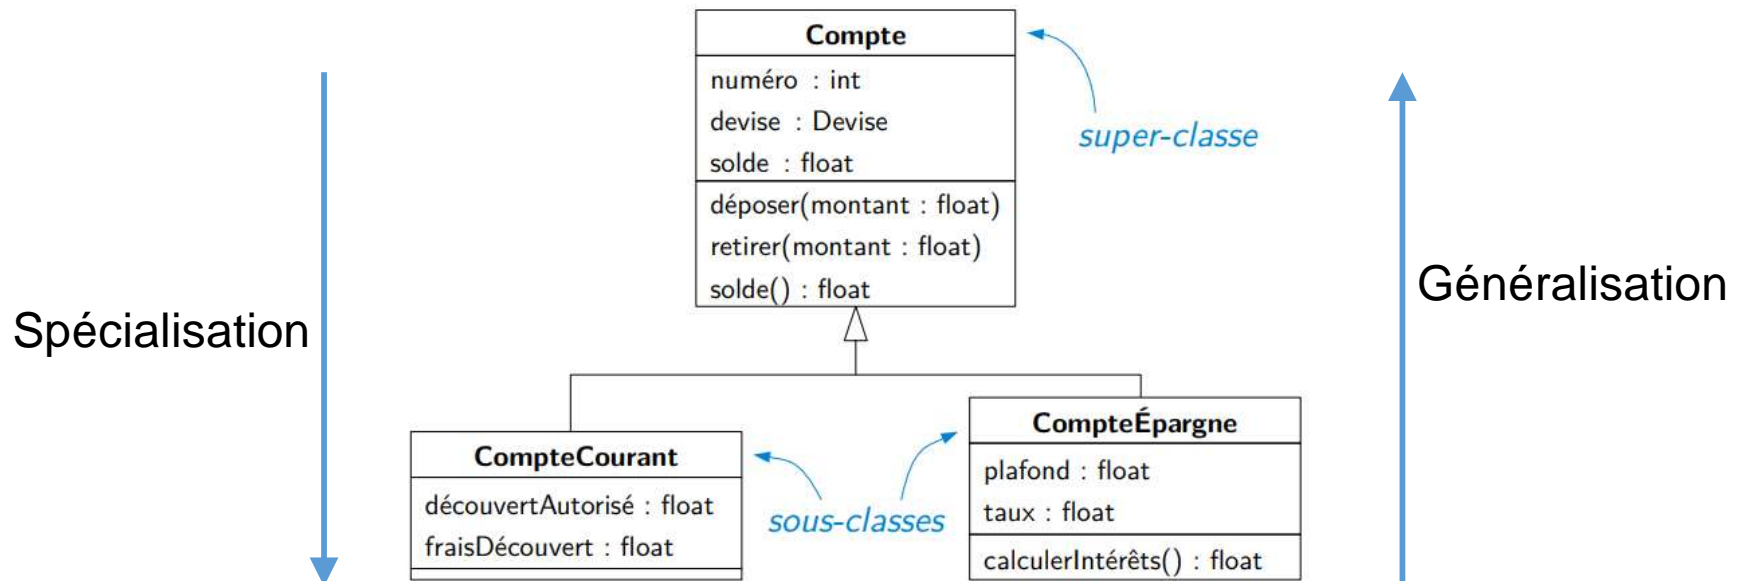 Compte
numéro : int
devise : Devise
solde : float
déposer(montant : float)
retirer(montant : float)
solde() : float
super-classe
Spécialisation
Généralisation
CompteCourant
découvertAutorisé : float
fraisDécouvert : float
sous-classes
CompteÉpargne
plafond : float
taux : float
calculerIntérêts() : float